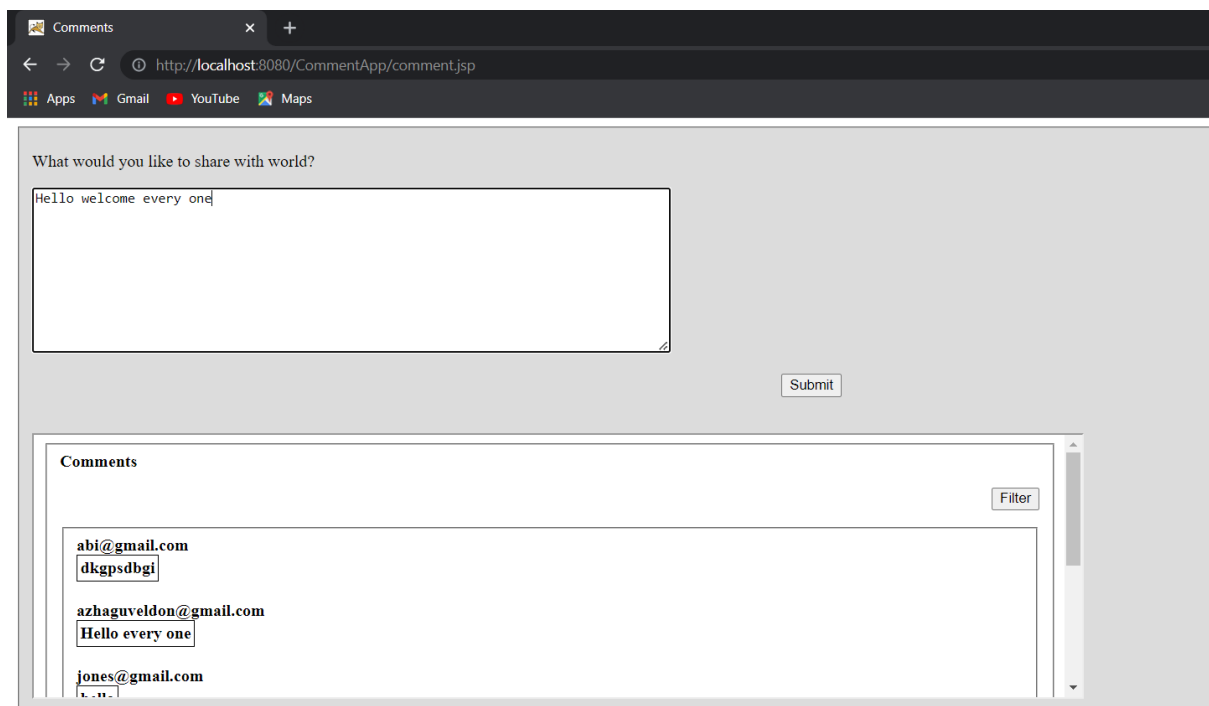 Comments
http://localhost:8080/CommentApp/comment.jsp
Apps Gmail YouTube Maps
What would you like to share with world?
Hello welcome every one
Submit
Comments
Filter
abi@gmail.com
dkgpsdbgi
azhaguveldon@gmail.com
Hello every one
jones@gmail.com